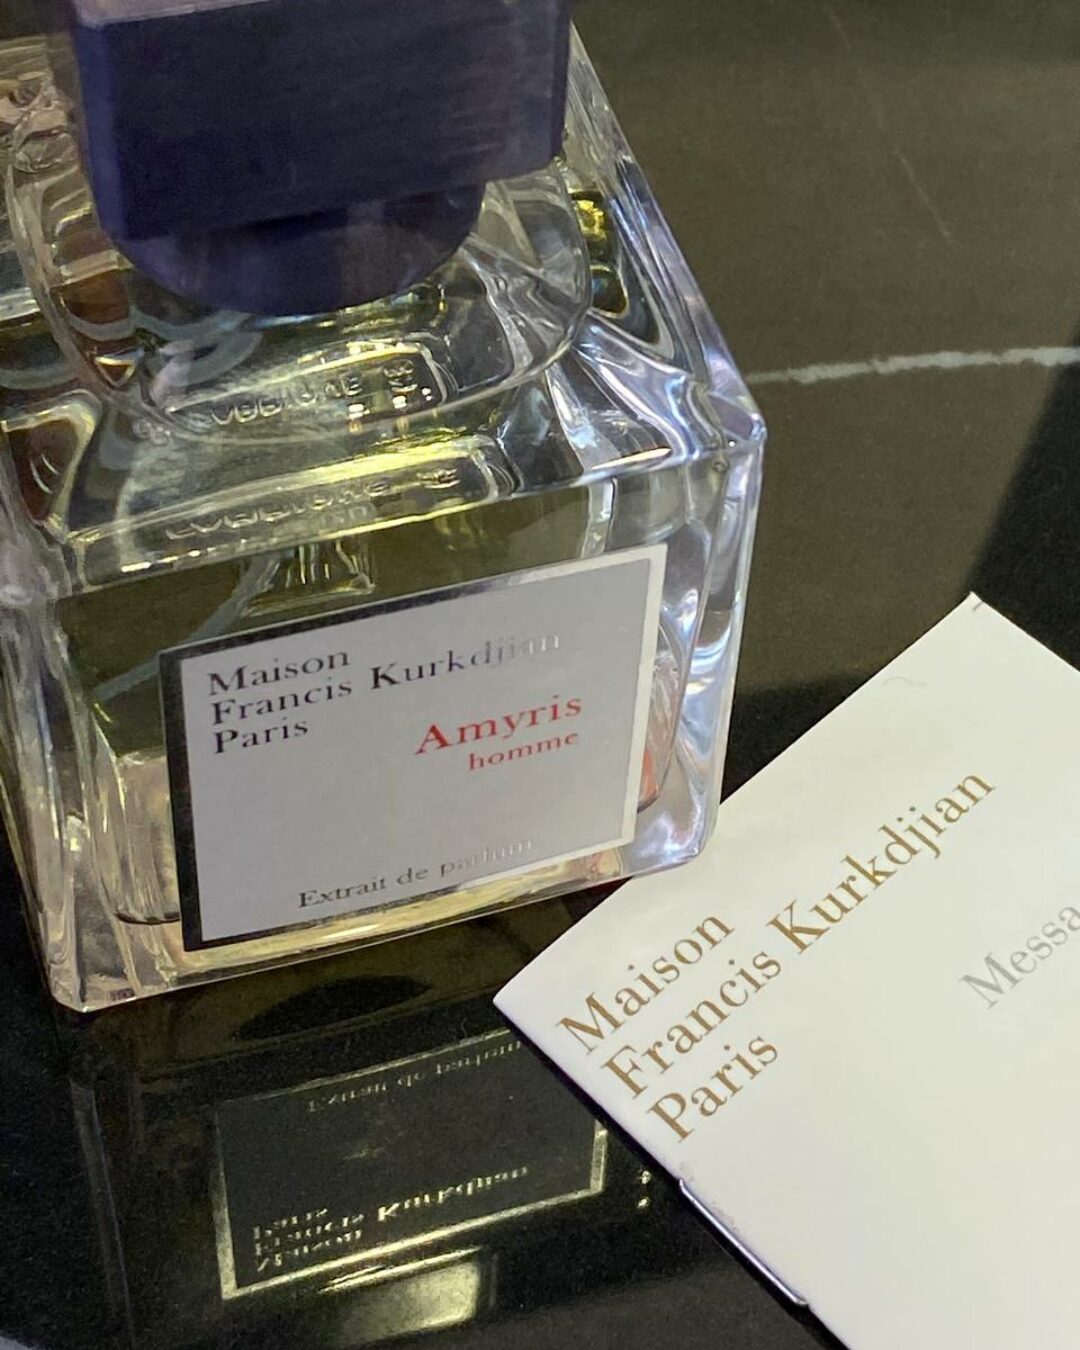 Maison
Francis Kurkdjian
Paris
Amyris
homme
Extrait de parfum
Maison
Francis Kurkdjian
Paris